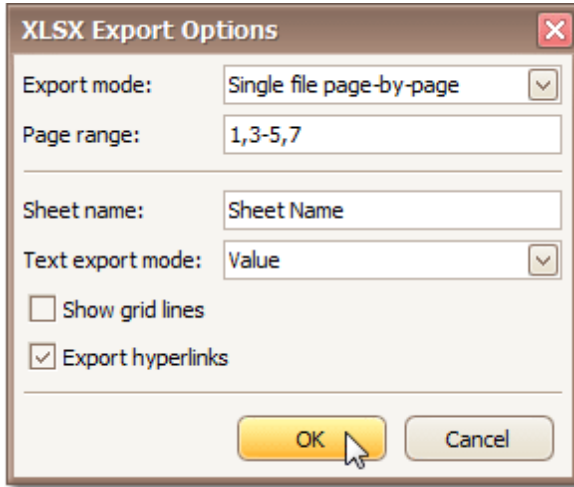 XLSX Export Options
Export mode: Single file page-by-page
Page range: 1,3-5,7
Sheet name: Sheet Name
Text export mode: Value
Show grid lines
Export hyperlinks
OK Cancel